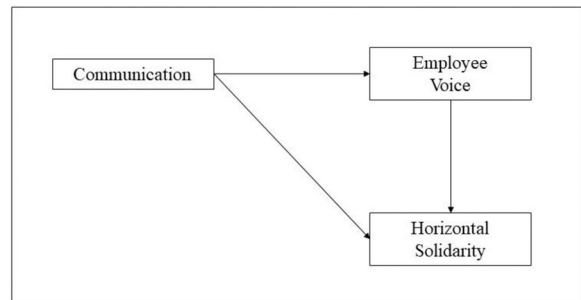 Communication
Employee
Voice
Horizontal
Solidarity